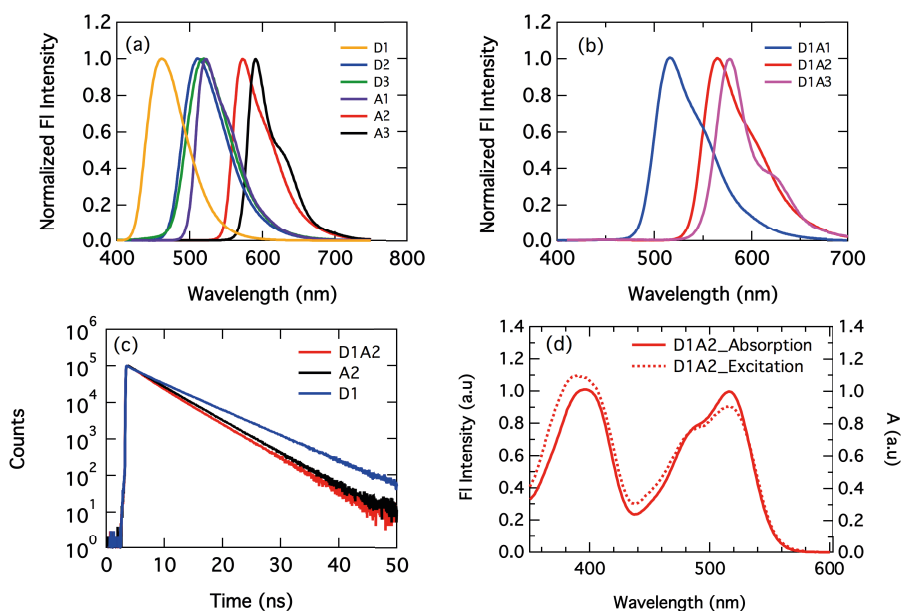 (a)
Normalized Fl Intensity
1.2
1.0
0.8
0.6
0.4
0.2
0.0
400 500 600 700 800
Wavelength (nm)
D1
D2
D3
A1
A2
A3
(b)
Normalized Fl Intensity
1.2
1.0
0.8
0.6
0.4
0.2
0.0
400 500 600 700
Wavelength (nm)
D1A1
D1A2
D1A3
(c)
Counts
10^6
10^5
10^4
10^3
10^2
10^1
10^0
0 10 20 30 40 50
Time (ns)
D1A2
A2
D1
(d)
Fl Intensity (a.u)
1.4
1.2
1.0
0.8
0.6
0.4
0.2
0.0
400 500 600
Wavelength (nm)
D1A2_Absorption
D1A2_Excitation
1.4
1.2
1.0
0.8
0.6
0.4
0.2
0.0
A (a.u)